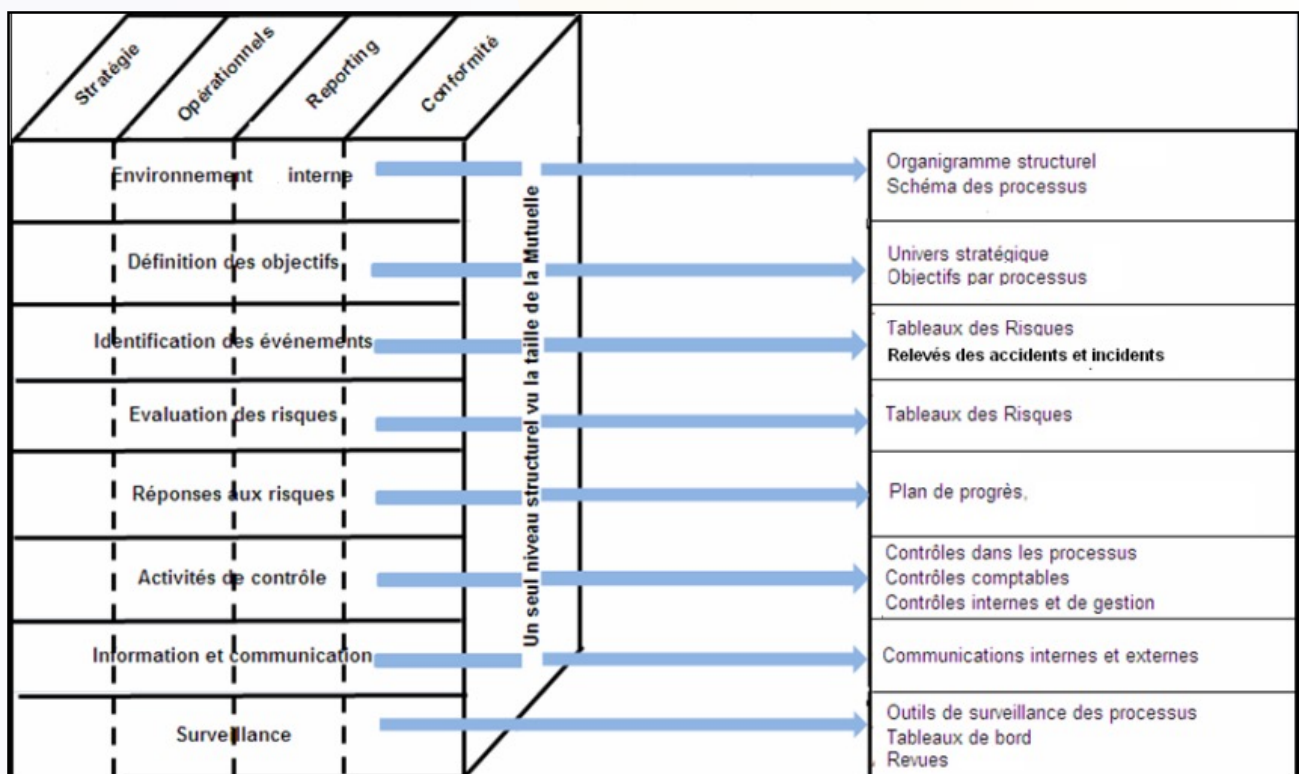 Stratégie
Opérationnels
Reporting
Conformité
Environnement interne
Définition des objectifs
Identification des événements
Evaluation des risques
Réponses aux risques
Activités de contrôle
Information et communication
Surveillance
Un seul niveau structurel vu la taille de la Mutuelle
Organigramme structurel
Schéma des processus
Univers stratégique
Objectifs par processus
Tableaux des Risques
Relevés des accidents et incidents
Tableaux des Risques
Plan de progrès,
Contrôles dans les processus
Contrôles comptables
Contrôles internes et de gestion
Communications internes et externes
Outils de surveillance des processus
Tableaux de bord
Revues